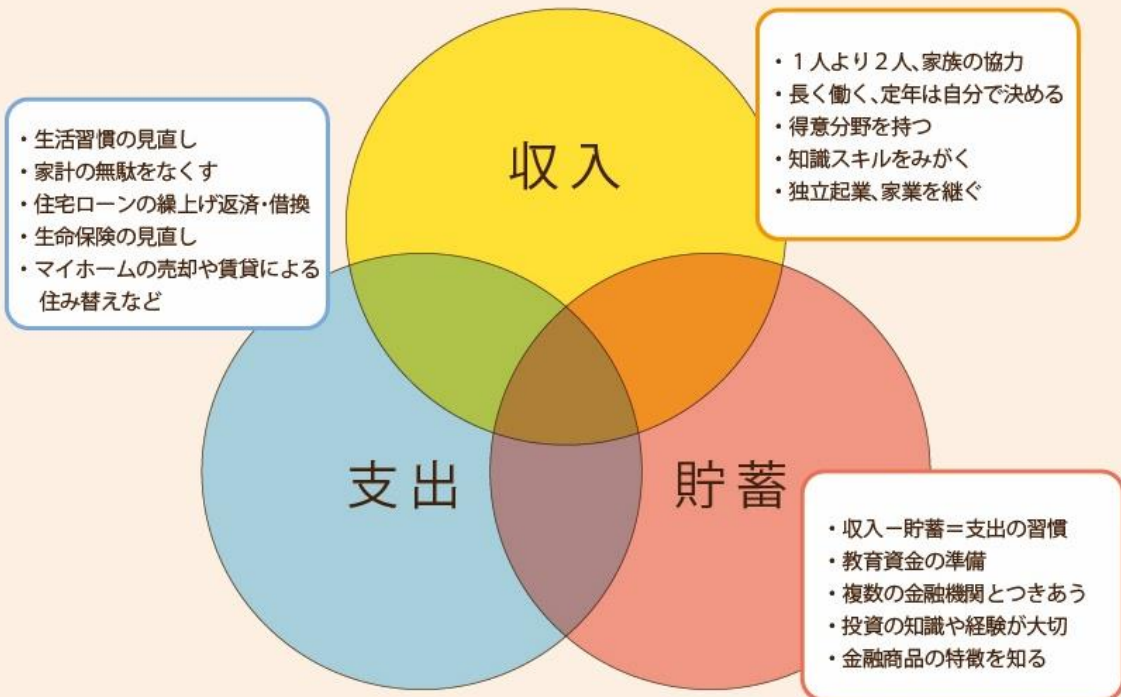 収入
・１人より２人、家族の協力
・長く働く、定年は自分で決める
・得意分野を持つ
・知識スキルをみがく
・独立起業、家業を継ぐ
・生活習慣の見直し
・家計の無駄をなくす
・住宅ローンの繰上げ返済･借換
・生命保険の見直し
・マイホームの売却や賃貸による
住み替えなど
支出
貯蓄
・収入－貯蓄＝支出の習慣
・教育資金の準備
・複数の金融機関とつきあう
・投資の知識や経験が大切
・金融商品の特徴を知る